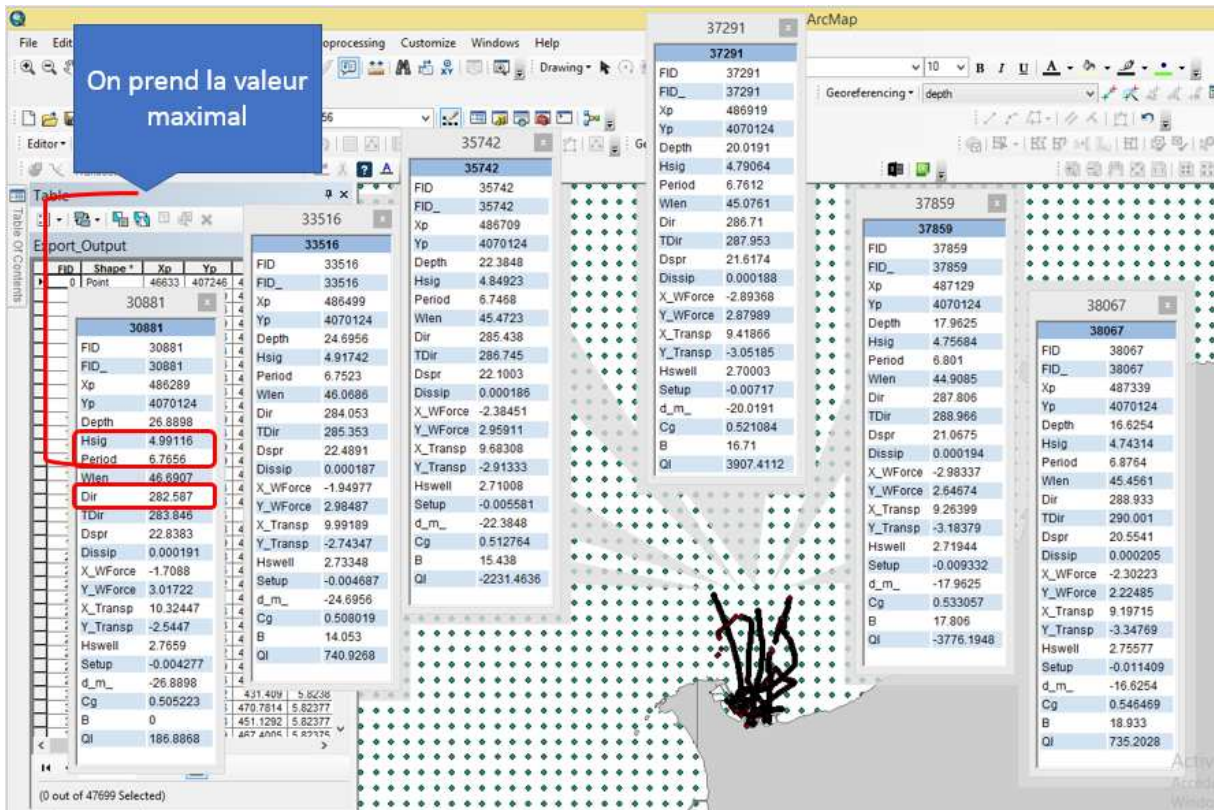 ArcMap
File Edit
oprocessing Customize Windows Help
Drawing
10 B I U A
Georeferencing depth
Editor
On prend la valeur
maximal
Table
Table Of Contents
Export_Output
FID Shape * Xp Yp
0 Point 46633 407246
30881
30881
FID 30881
FID_ 30881
Xp 486289
Yp 4070124
Depth 26.8898
Hsig 4.99116
Period 6.7656
Wlen 46.6907
Dir 282.587
TDir 283.846
Dspr 22.8383
Dissip 0.000191
X_WForce -1.7088
Y_WForce 3.01722
X_Transp 10.32447
Y_Transp -2.5447
Hswell 2.7659
Setup -0.004277
d_m_ -26.8898
Cg 0.505223
B 0
Ql 186.8868
33516
33516
FID 33516
FID_ 33516
Xp 486499
Yp 4070124
Depth 24.6956
Hsig 4.91742
Period 6.7523
Wlen 46.0686
Dir 284.053
TDir 285.353
Dspr 22.4891
Dissip 0.000187
X_WForce -1.94977
Y_WForce 2.98487
X_Transp 9.99189
Y_Transp -2.74347
Hswell 2.73348
Setup -0.004687
d_m_ -24.6956
Cg 0.508019
B 14.053
Ql 740.9268
35742
35742
FID 35742
FID_ 35742
Xp 486709
Yp 4070124
Depth 22.3848
Hsig 4.84923
Period 6.7468
Wlen 45.4723
Dir 285.438
TDir 286.745
Dspr 22.1003
Dissip 0.000186
X_WForce -2.38451
Y_WForce 2.95911
X_Transp 9.68308
Y_Transp -2.91333
Hswell 2.71008
Setup -0.005581
d_m_ -22.3848
Cg 0.512764
B 15.438
Ql -2231.4636
37291
37291
FID 37291
FID_ 37291
Xp 486919
Yp 4070124
Depth 20.0191
Hsig 4.79064
Period 6.7612
Wlen 45.0761
Dir 286.71
TDir 287.953
Dspr 21.6174
Dissip 0.000188
X_WForce -2.89368
Y_WForce 2.87989
X_Transp 9.41866
Y_Transp -3.05185
Hswell 2.70003
Setup -0.00717
d_m_ -20.0191
Cg 0.521084
B 16.71
Ql 3907.4112
37859
37859
FID 37859
FID_ 37859
Xp 487129
Yp 4070124
Depth 17.9625
Hsig 4.75684
Period 6.801
Wlen 44.9085
Dir 287.806
TDir 288.966
Dspr 21.0675
Dissip 0.000194
X_WForce -2.98337
Y_WForce 2.64674
X_Transp 9.26399
Y_Transp -3.18379
Hswell 2.71944
Setup -0.009332
d_m_ -17.9625
Cg 0.533057
B 17.806
Ql -3776.1948
38067
38067
FID 38067
FID_ 38067
Xp 487339
Yp 4070124
Depth 16.6254
Hsig 4.74314
Period 6.8764
Wlen 45.4561
Dir 288.933
TDir 290.001
Dspr 20.5541
Dissip 0.000205
X_WForce -2.30223
Y_WForce 2.22485
X_Transp 9.19715
Y_Transp -3.34769
Hswell 2.75577
Setup -0.011409
d_m_ -16.6254
Cg 0.546469
B 18.933
Ql 735.2028
431.409 5.8238
470.7814 5.82377
451.1292 5.82377
467.4005 5.82375
(0 out of 47699 Selected)